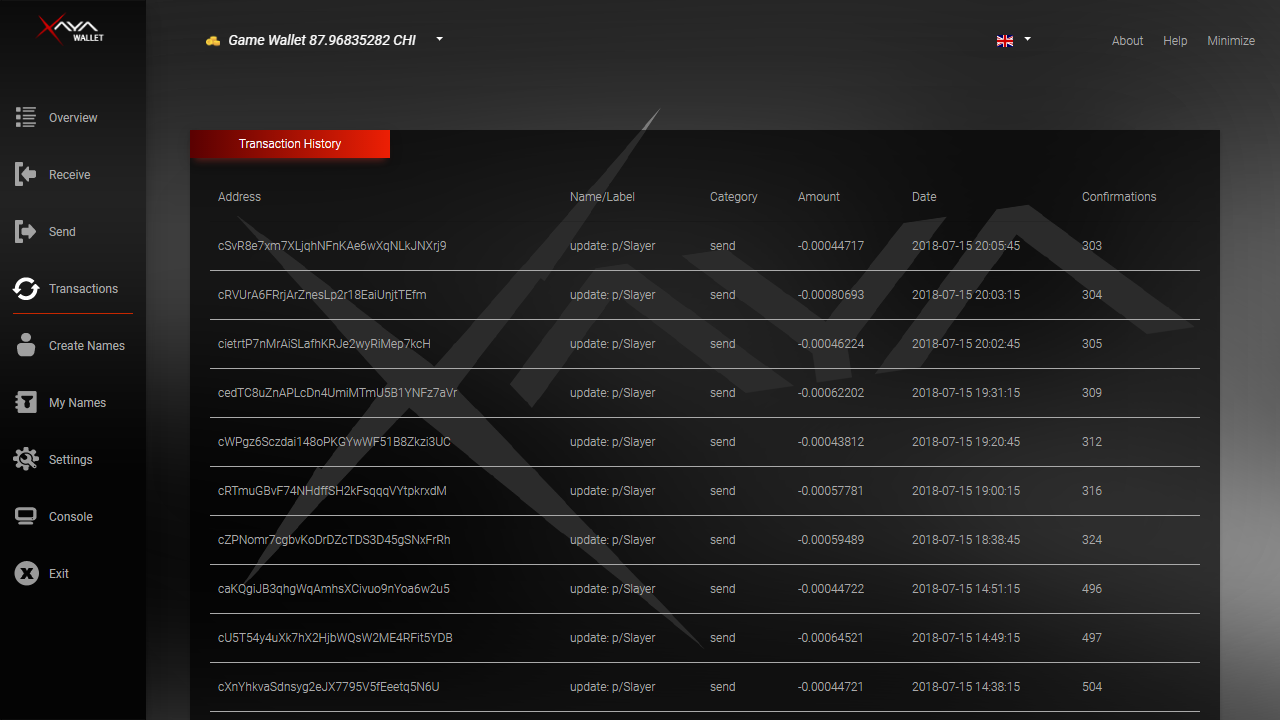 XAYA
WALLET
Game Wallet 87.96835282 CHI
About Help Minimize
Overview
Receive
Send
Transactions
Create Names
My Names
Settings
Console
Exit
Transaction History
Address Name/Label Category Amount Date Confirmations
cSvR8e7xm7XLjqhNFnKAe6wXqNLkJNXrj9 update: p/Slayer send -0.00044717 2018-07-15 20:05:45 303
cRVUrA6FRrjArZnesLp2r18EaiUnjtTEfm update: p/Slayer send -0.00080693 2018-07-15 20:03:15 304
cietrtP7nMrAiSLafhKRJe2wyRiMep7kcH update: p/Slayer send -0.00046224 2018-07-15 20:02:45 305
cedTC8uZnAPLcDn4UmiMTmU5B1YNFz7aVr update: p/Slayer send -0.00062202 2018-07-15 19:31:15 309
cWPgz6Sczdai148oPKGYwWF51B8Zkzi3UC update: p/Slayer send -0.00043812 2018-07-15 19:20:45 312
cRTmuGBvF74NHdffSH2kFsqqqVYtpkrxdM update: p/Slayer send -0.00057781 2018-07-15 19:00:15 316
cZPNomr7cgbvKoDrDZcTDS3D45gSNxFrRh update: p/Slayer send -0.00059489 2018-07-15 18:38:45 324
caKQgiJB3qhgWqAmhsXCivuo9nYoa6w2u5 update: p/Slayer send -0.00044722 2018-07-15 14:51:15 496
cU5T54y4uXk7hX2HjbWQsW2ME4RFit5YDB update: p/Slayer send -0.00064521 2018-07-15 14:49:15 497
cXnYhkvaSdnsyg2eJX7795V5fEeetq5N6U update: p/Slayer send -0.00044721 2018-07-15 14:38:15 504